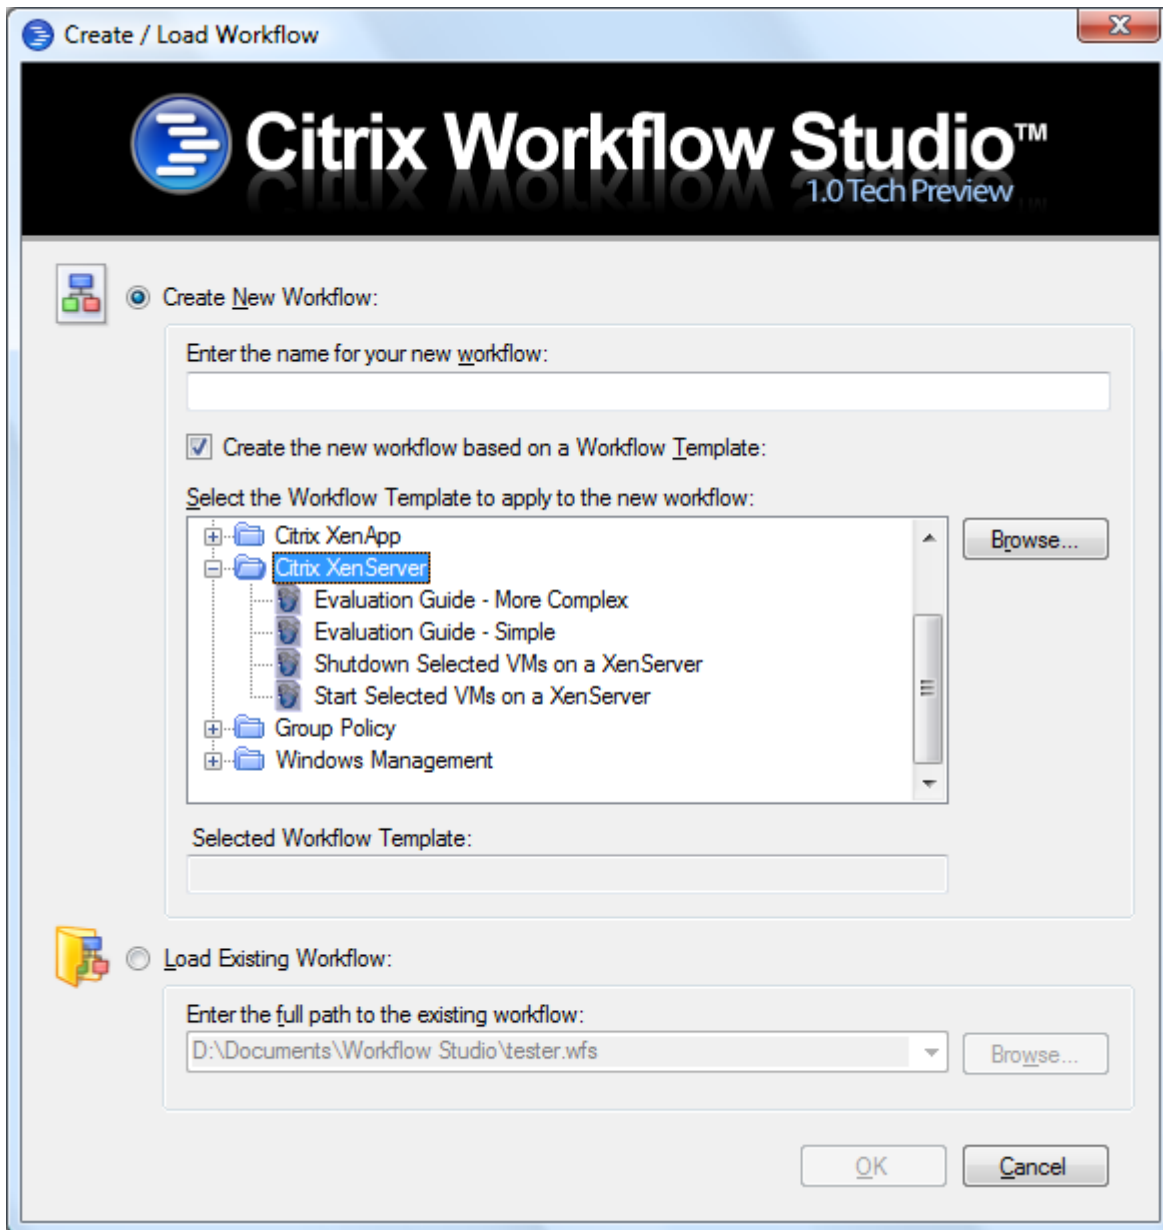 Create / Load Workflow
Citrix Workflow Studio™
1.0 Tech Preview
Create New Workflow:
Enter the name for your new workflow:
Create the new workflow based on a Workflow Template:
Select the Workflow Template to apply to the new workflow:
Citrix XenApp
Browse...
Citrix XenServer
Evaluation Guide - More Complex
Evaluation Guide - Simple
Shutdown Selected VMs on a XenServer
Start Selected VMs on a XenServer
Group Policy
Windows Management
Selected Workflow Template:
Load Existing Workflow:
Enter the full path to the existing workflow:
D:\Documents\Workflow Studio\tester.wfs
Browse...
OK
Cancel